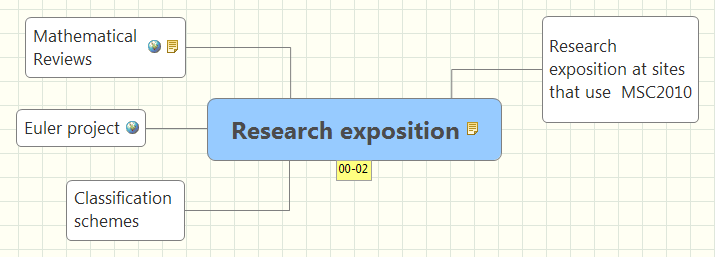 Mathematical
Reviews
Research
exposition at sites
that use MSC2010
Euler project
Research exposition
00-02
Classification
schemes